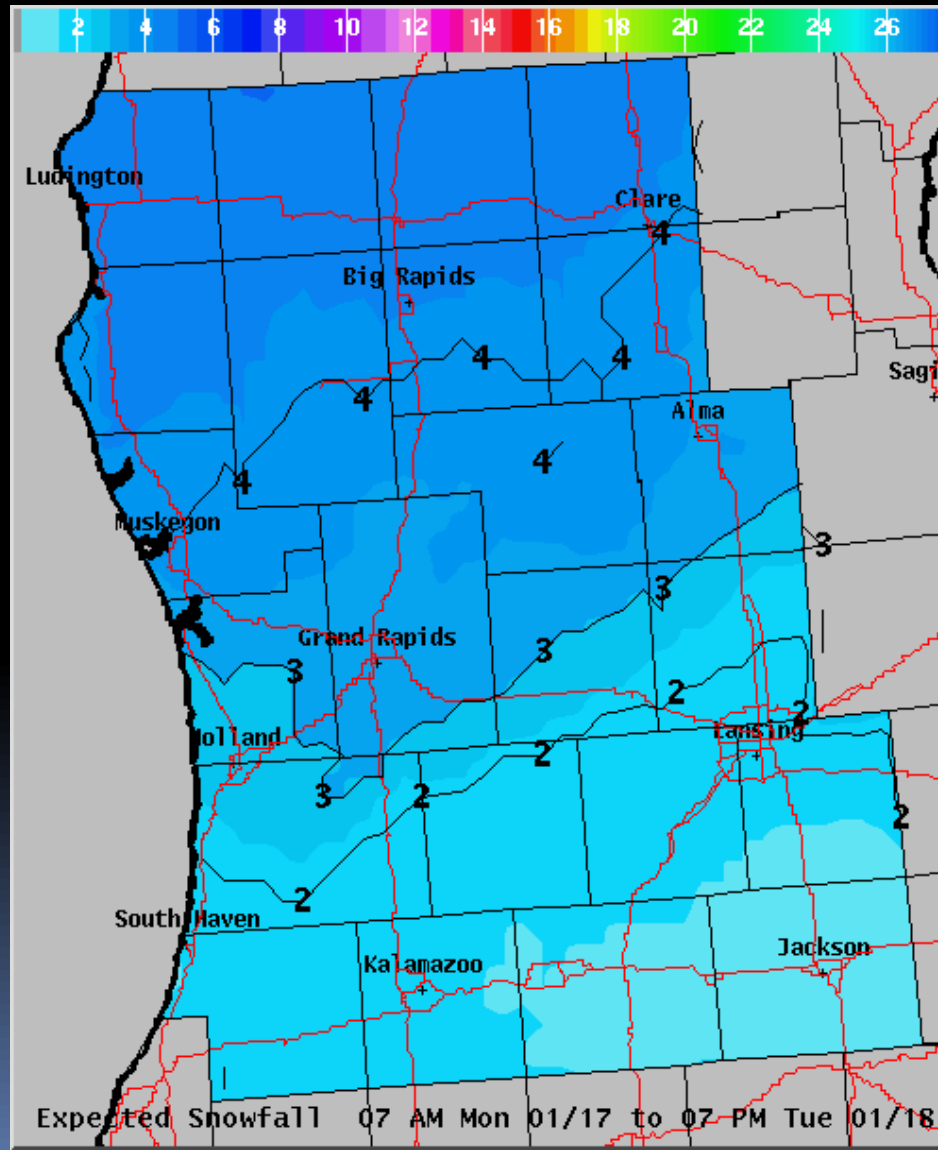 2 4 6 8 10 12 14 16 18 20 22 24 26
Ludington
Clare
4
Big Rapids
4 4
4
Sagi
Alma
4
4
Muskegon
3
3
Grand Rapids
3
3
2
2
Holland
Lansing
2
3 2
2
2
South Haven
Jackson
Kalamazoo
Expected Snowfall 07 AM Mon 01/17 to 07 PM Tue 01/18